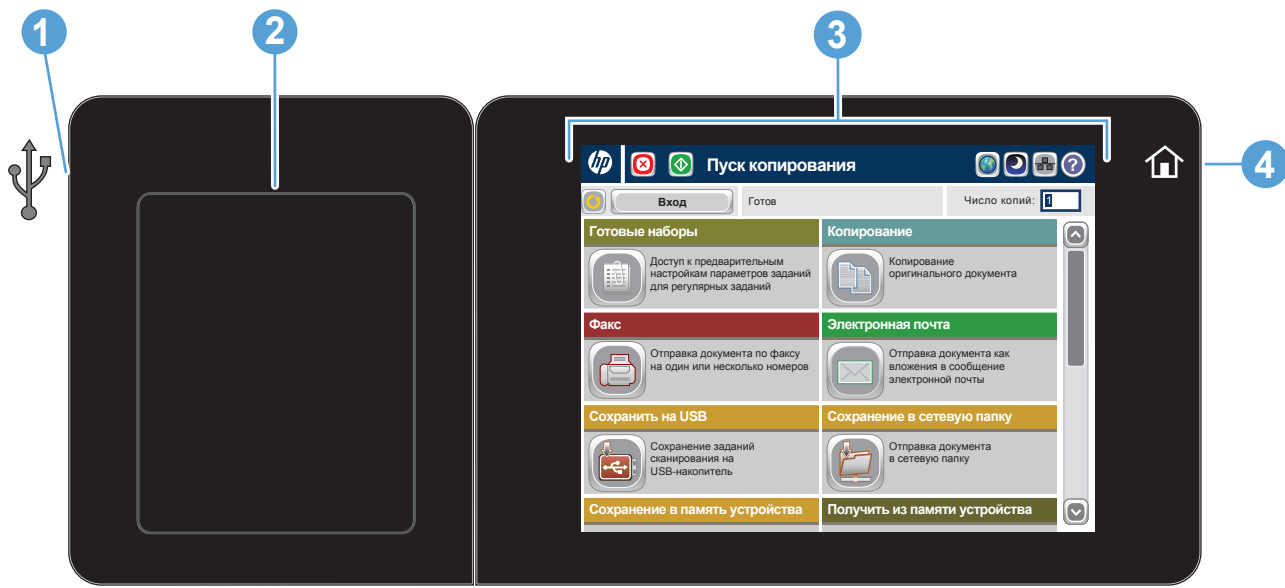 1
2
3
4
hp
Пуск копирования
?
Вход
Готов
Число копий: 1
Готовые наборы
Доступ к предварительным
настройкам параметров заданий
для регулярных заданий
Копирование
Копирование
оригинального документа
Факс
Отправка документа по факсу
на один или несколько номеров
Электронная почта
Отправка документа как
вложения в сообщение
электронной почты
Сохранить на USB
Сохранение заданий
сканирования на
USB-накопитель
Сохранение в сетевую папку
Отправка документа
в сетевую папку
Сохранение в память устройства
Получить из памяти устройства